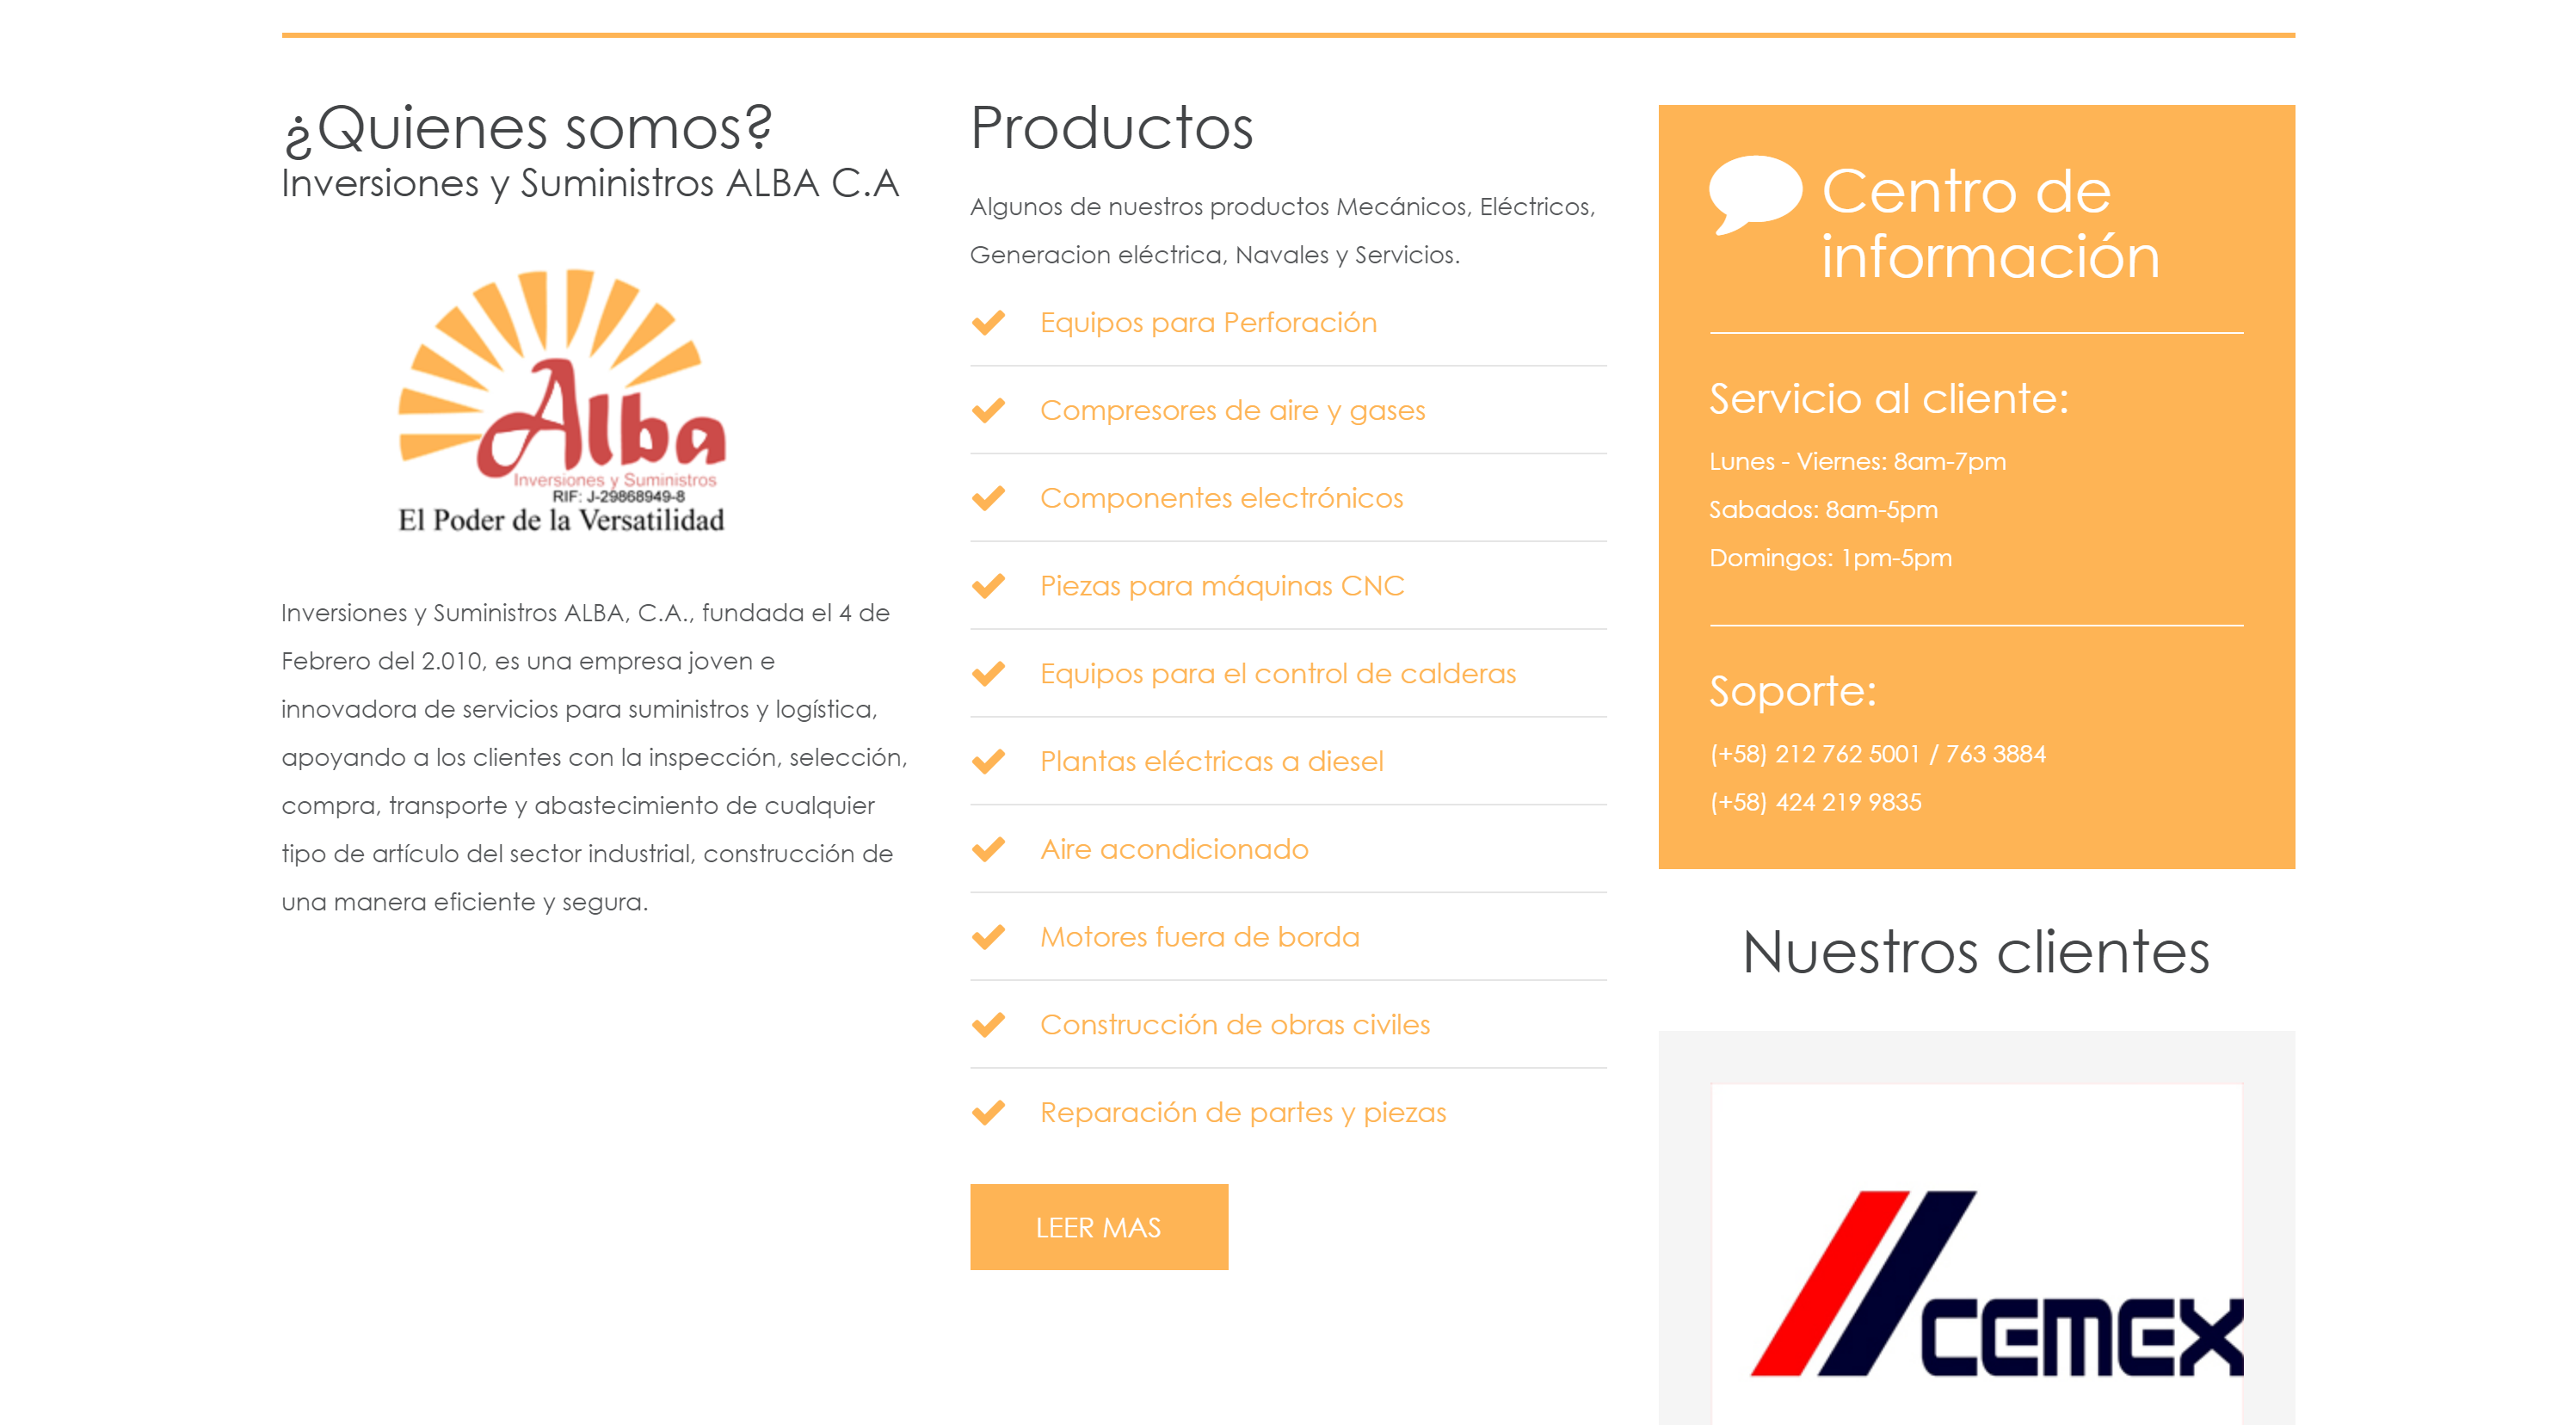 ¿Quienes somos?
Inversiones y Suministros ALBA C.A
Alba
Inversiones y Suministros
RIF: J-29868949-8
El Poder de la Versatilidad
Inversiones y Suministros ALBA, C.A., fundada el 4 de
Febrero del 2.010, es una empresa joven e
innovadora de servicios para suministros y logística,
apoyando a los clientes con la inspección, selección,
compra, transporte y abastecimiento de cualquier
tipo de artículo del sector industrial, construcción de
una manera eficiente y segura.
Productos
Algunos de nuestros productos Mecánicos, Eléctricos,
Generacion eléctrica, Navales y Servicios.
Equipos para Perforación
Compresores de aire y gases
Componentes electrónicos
Piezas para máquinas CNC
Equipos para el control de calderas
Plantas eléctricas a diesel
Aire acondicionado
Motores fuera de borda
Construcción de obras civiles
Reparación de partes y piezas
LEER MAS
Centro de
información
Servicio al cliente:
Lunes - Viernes: 8am-7pm
Sabados: 8am-5pm
Domingos: 1pm-5pm
Soporte:
(+58) 212 762 5001 / 763 3884
(+58) 424 219 9835
Nuestros clientes
CEMEX